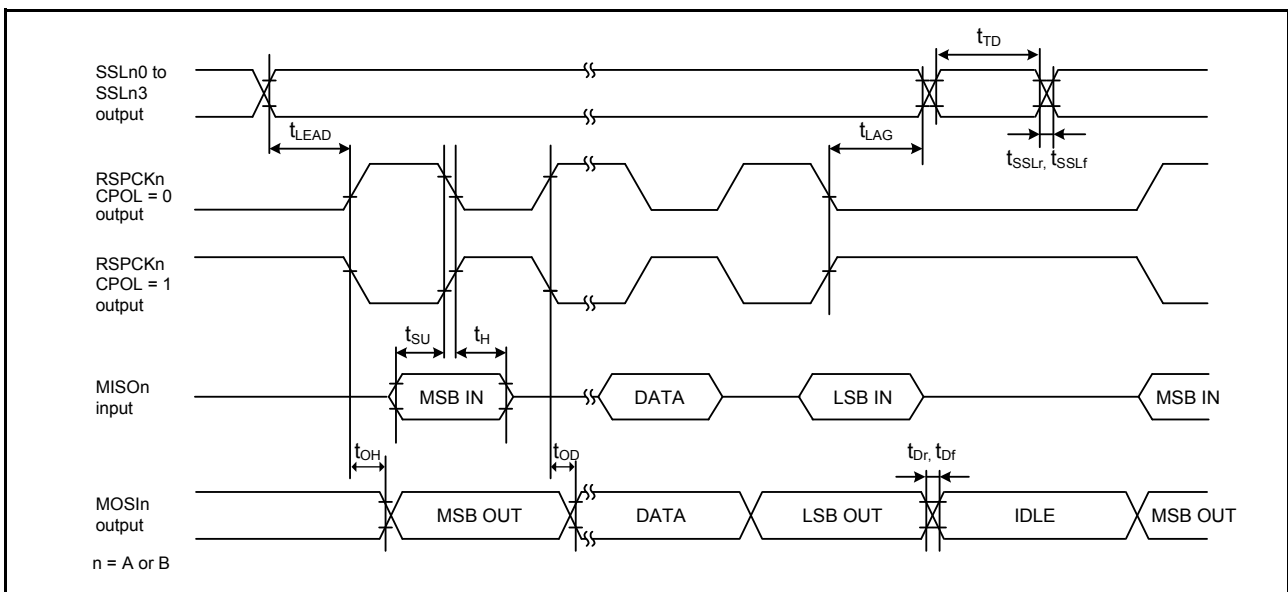 SSLn0 to
SSLn3
output
tTD
tLEAD
tLAG
tSSLr, tSSLf
RSPCKn
CPOL = 0
output
RSPCKn
CPOL = 1
output
tSU
tH
MISOn
input
MSB IN
DATA
LSB IN
MSB IN
tOH
tOD
tDr, tDf
MOSIn
output
MSB OUT
DATA
LSB OUT
IDLE
MSB OUT
n = A or B